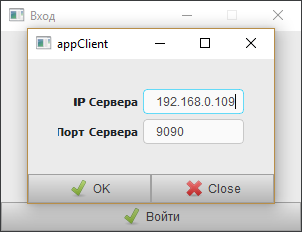 Вход
appClient
IP Сервера 192.168.0.109
Порт Сервера 9090
OK Close
Войти